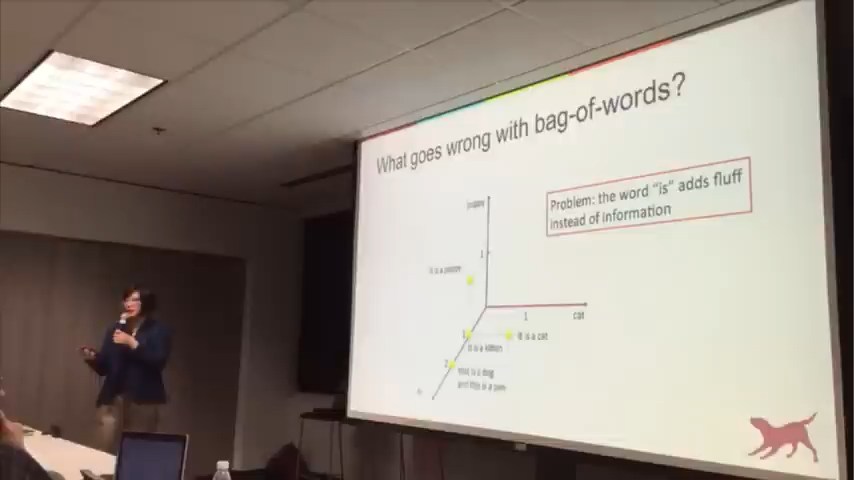 What goes wrong with bag-of-words?
Problem: the word "is" adds fluff
instead of information
puppy
1
It is a puppy
1
cat
1
It is a cat
It is a kitten
2
that is a dog
and this is a pen